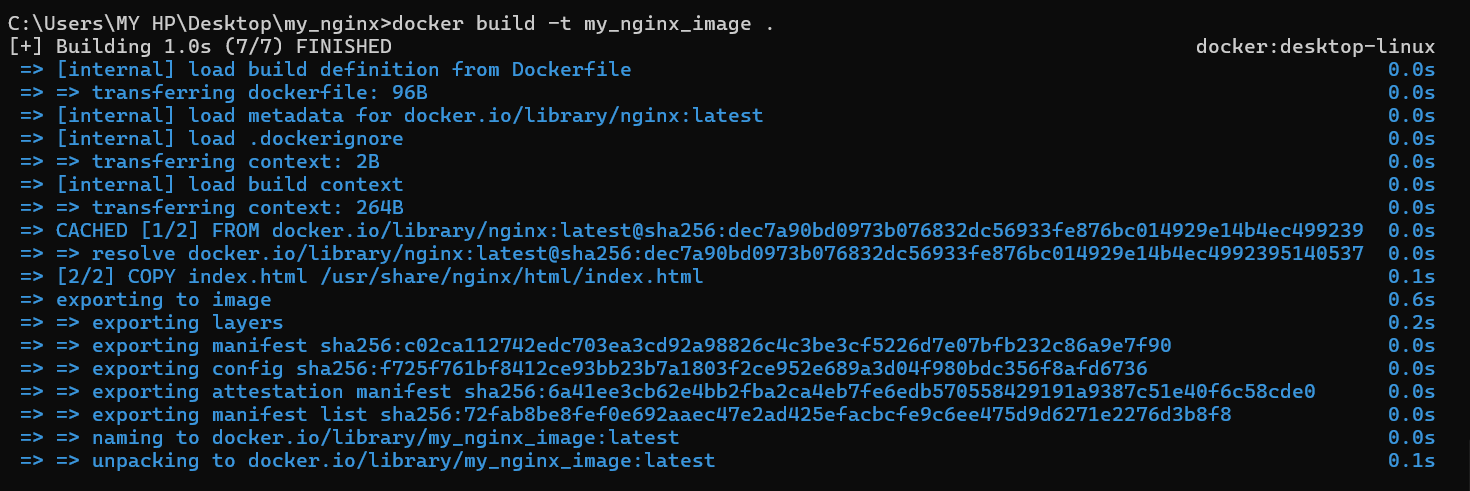 C:\Users\MY HP\Desktop\my_nginx>docker build -t my_nginx_image .
[+] Building 1.0s (7/7) FINISHED docker:desktop-linux
=> [internal] load build definition from Dockerfile 0.0s
=> => transferring dockerfile: 96B 0.0s
=> [internal] load metadata for docker.io/library/nginx:latest 0.0s
=> [internal] load .dockerignore 0.0s
=> => transferring context: 2B 0.0s
=> [internal] load build context 0.0s
=> => transferring context: 264B 0.0s
=> CACHED [1/2] FROM docker.io/library/nginx:latest@sha256:dec7a90bd0973b076832dc56933fe876bc014929e14b4ec499239 0.0s
=> => resolve docker.io/library/nginx:latest@sha256:dec7a90bd0973b076832dc56933fe876bc014929e14b4ec4992395140537 0.0s
=> [2/2] COPY index.html /usr/share/nginx/html/index.html 0.1s
=> exporting to image 0.6s
=> => exporting layers 0.2s
=> => exporting manifest sha256:c02ca112742edc703ea3cd92a98826c4c3be3cf5226d7e07bfb232c86a9e7f90 0.0s
=> => exporting config sha256:f725f761bf8412ce93bb23b7a1803f2ce952e689a3d04f980bdc356f8afd6736 0.0s
=> => exporting attestation manifest sha256:6a41ee3cb62e4bb2fba2ca4eb7fe6edb570558429191a9387c51e40f6c58cde0 0.0s
=> => exporting manifest list sha256:72fab8be8fef0e692aaec47e2ad425efacbcfe9c6ee475d9d6271e2276d3b8f8 0.0s
=> => naming to docker.io/library/my_nginx_image:latest 0.0s
=> => unpacking to docker.io/library/my_nginx_image:latest 0.1s